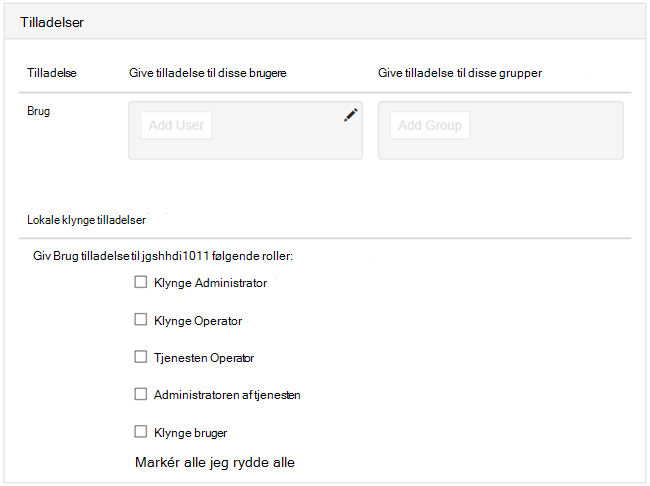 Tilladelser
Tilladelse Give tilladelse til disse brugere Give tilladelse til disse grupper
Brug Add User Add Group
Lokale klynge tilladelser
Giv Brug tilladelse til jgshhdi1011 følgende roller:
Klynge Administrator
Klynge Operator
Tjenesten Operator
Administratoren af tjenesten
Klynge bruger
Markér alle jeg rydde alle